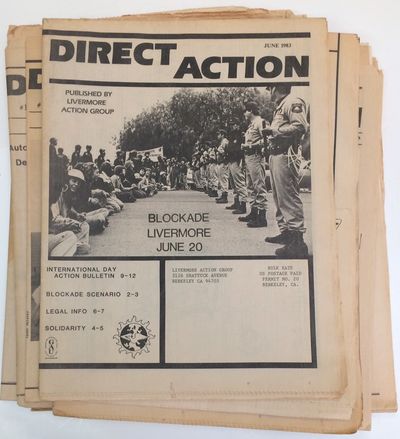 DIRECT
ACTION
JUNE 1983
PUBLISHED BY
LIVERMORE
ACTION GROUP
BLOCKADE
LIVERMORE
JUNE 20
INTERNATIONAL DAY
ACTION BULLETIN 9-12
BLOCKADE SCENARIO 2-3
LEGAL INFO 6-7
SOLIDARITY 4-5
LIVERMORE ACTION GROUP
3126 SHATTUCK AVENUE
BERKELEY CA 94705
BULK RATE
US POSTAGE PAID
PERMIT NO. 20
BERKELEY, CA.
D
D
Auto
De